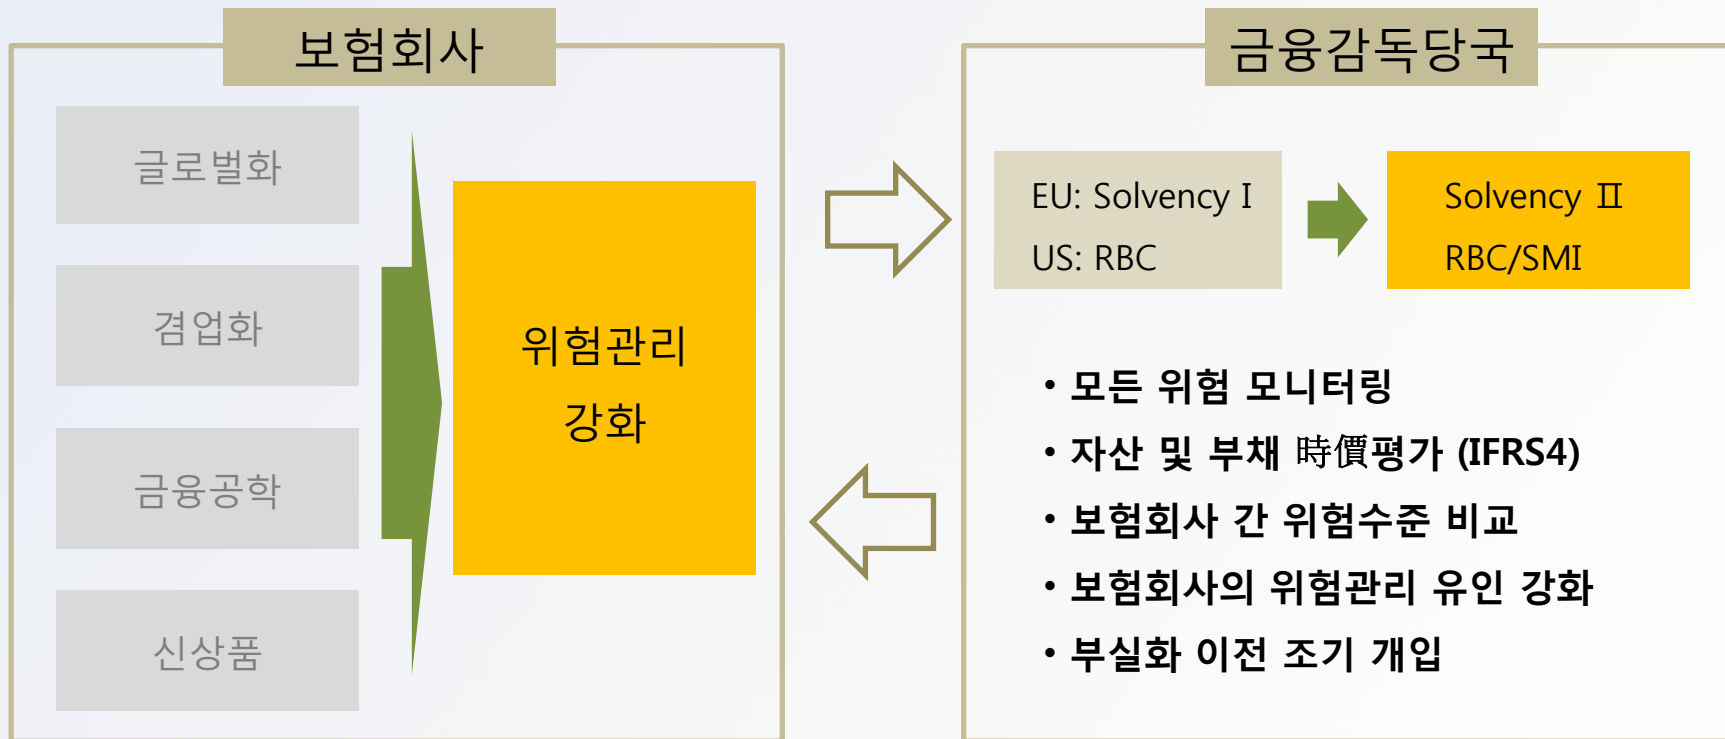 보험회사
글로벌화
겸업화
금융공학
신상품
위험관리
강화
금융감독당국
EU: Solvency I
US: RBC
Solvency Ⅱ
RBC/SMI
• 모든 위험 모니터링
• 자산 및 부채 時價평가 (IFRS4)
• 보험회사 간 위험수준 비교
• 보험회사의 위험관리 유인 강화
• 부실화 이전 조기 개입